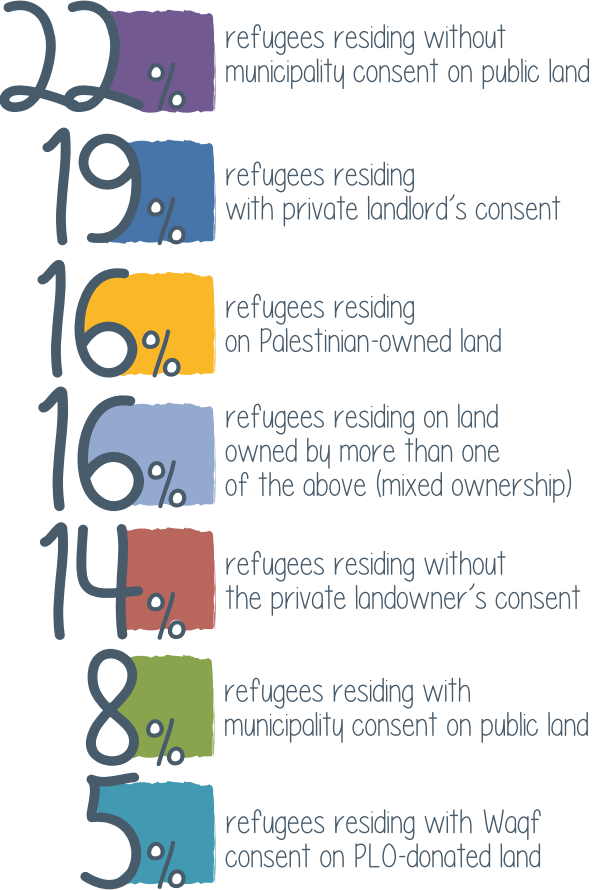 22%
refugees residing without
municipality consent on public land
19%
refugees residing
with private landlord's consent
16%
refugees residing
on Palestinian-owned land
16%
refugees residing on land
owned by more than one
of the above (mixed ownership)
14%
refugees residing without
the private landowner's consent
8%
refugees residing with
municipality consent on public land
5%
refugees residing with Waqf
consent on PLO-donated land